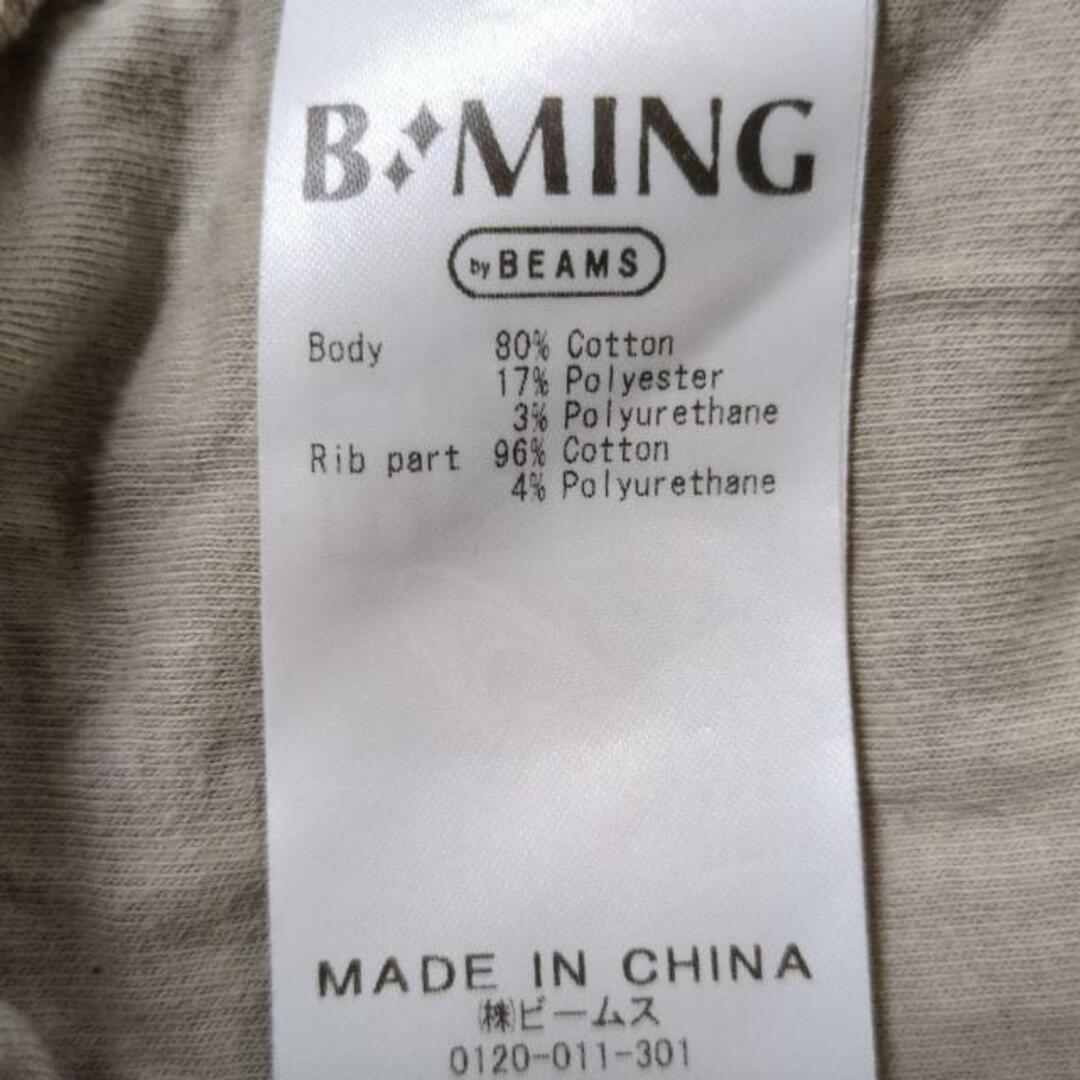 B MING
by BEAMS
Body 80% Cotton
17% Polyester
3% Polyurethane
Rib part 96% Cotton
4% Polyurethane
MADE IN CHINA
㈱ビームス
0120-011-301